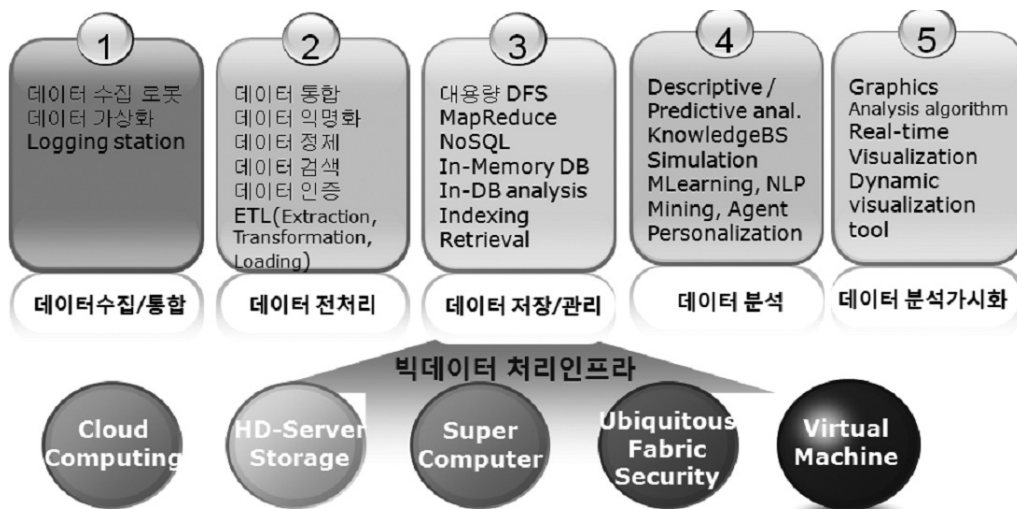 1
데이터 수집 로봇
데이터 가상화
Logging station
데이터수집/통합
2
데이터 통합
데이터 익명화
데이터 정제
데이터 검색
데이터 인증
ETL(Extraction,
Transformation,
Loading)
데이터 전처리
3
대용량 DFS
MapReduce
NoSQL
In-Memory DB
In-DB analysis
Indexing
Retrieval
데이터 저장/관리
4
Descriptive /
Predictive anal.
KnowledgeBS
Simulation
MLearning, NLP
Mining, Agent
Personalization
데이터 분석
5
Graphics
Analysis algorithm
Real-time
Visualization
Dynamic
visualization
tool
데이터 분석가시화
빅데이터 처리인프라
Cloud
Computing
HD-Server
Storage
Super
Computer
Ubiquitous
Fabric
Security
Virtual
Machine